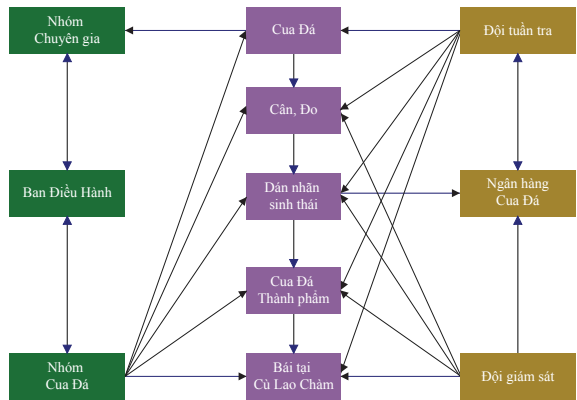 Nhóm
Chuyên gia
Cua Đá
Đội tuần tra
Cân, Đo
Ban Điều Hành
Dán nhãn
sinh thái
Ngân hàng
Cua Đá
Cua Đá
Thành phẩm
Nhóm
Cua Đá
Bái tại
Cù Lao Chàm
Đội giám sát